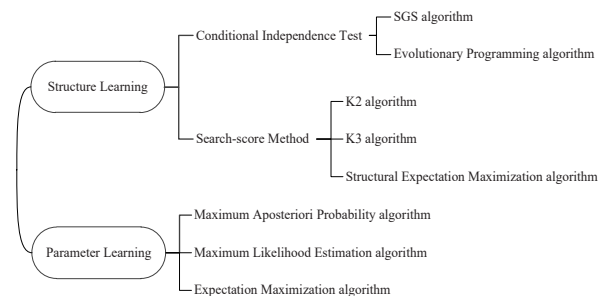 Structure Learning
Conditional Independence Test
SGS algorithm
Evolutionary Programming algorithm
Search-score Method
K2 algorithm
K3 algorithm
Structural Expectation Maximization algorithm
Parameter Learning
Maximum Aposteriori Probability algorithm
Maximum Likelihood Estimation algorithm
Expectation Maximization algorithm